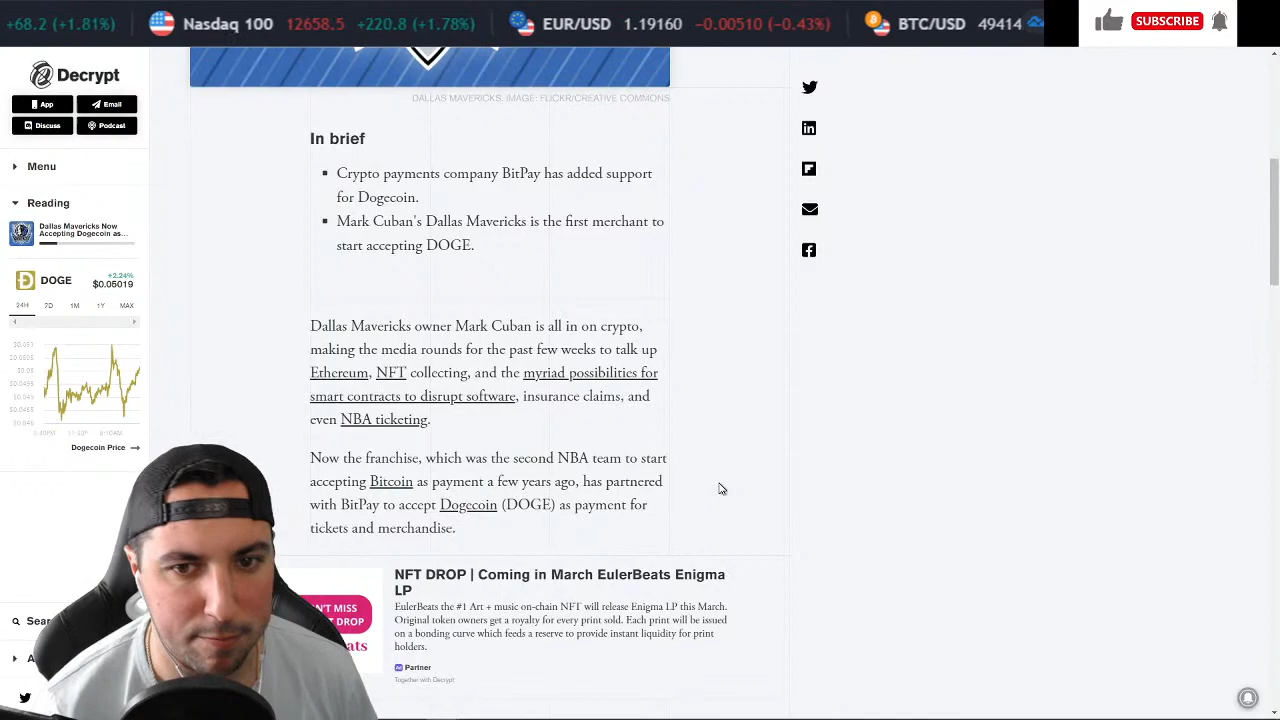 +68.2 (+1.81%) Nasdaq 100 12658.5 +220.8 (+1.78%) EUR/USD 1.19160 −0.00510 (−0.43%) BTC/USD 49414
SUBSCRIBE
Decrypt
App Email
Discuss Podcast
Menu
Reading
Dallas Mavericks Now
Accepting Dogecoin as...
DOGE +2.24%
$0.05019
24H 7D 1M 1Y MAX
Dogecoin Price
DALLAS MAVERICKS. IMAGE: FLICKR/CREATIVE COMMONS
In brief
Crypto payments company BitPay has added support
for Dogecoin.
Mark Cuban's Dallas Mavericks is the first merchant to
start accepting DOGE.
Dallas Mavericks owner Mark Cuban is all in on crypto,
making the media rounds for the past few weeks to talk up
Ethereum, NFT collecting, and the myriad possibilities for
smart contracts to disrupt software, insurance claims, and
even NBA ticketing.
Now the franchise, which was the second NBA team to start
accepting Bitcoin as payment a few years ago, has partnered
with BitPay to accept Dogecoin (DOGE) as payment for
tickets and merchandise.
NFT DROP | Coming in March EulerBeats Enigma
LP
EulerBeats the #1 Art + music on-chain NFT will release Enigma LP this March.
Original token owners get a royalty for every print sold. Each print will be issued
on a bonding curve which feeds a reserve to provide instant liquidity for print
holders.
Ad Partner
Together with Decrypt